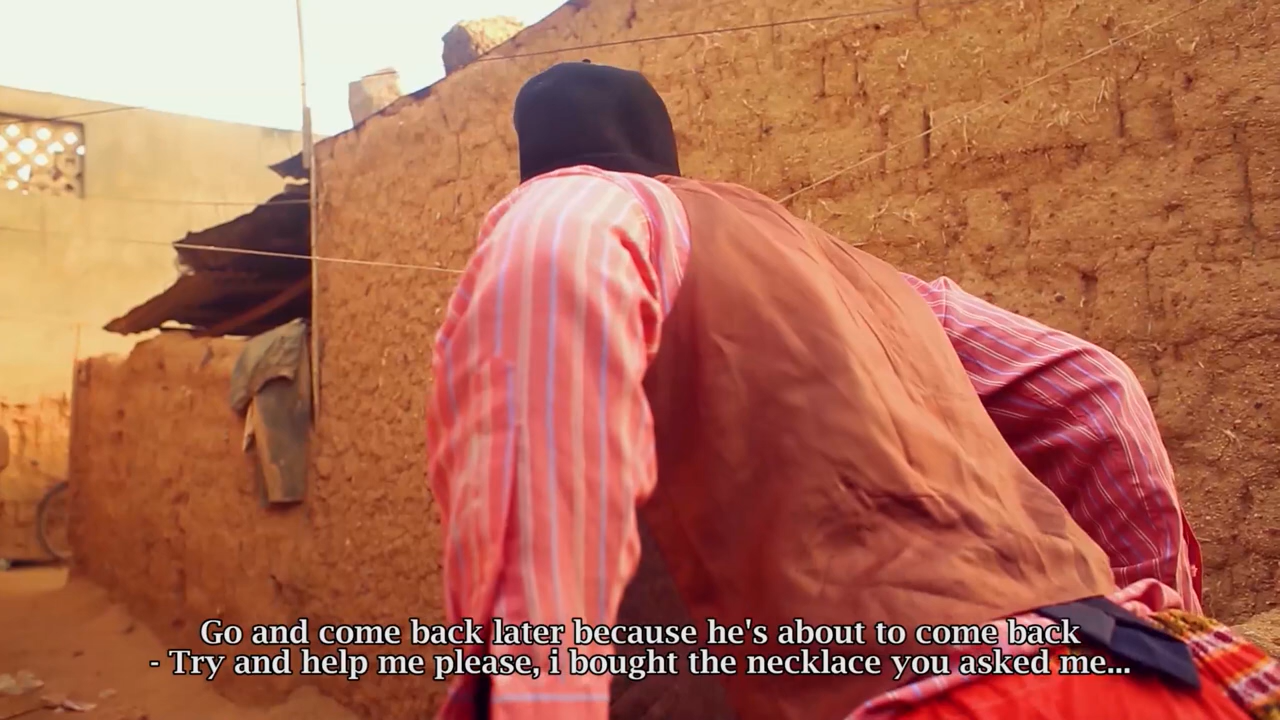 Go and come back later because he's about to come back
- Try and help me please, i bought the necklace you asked me...